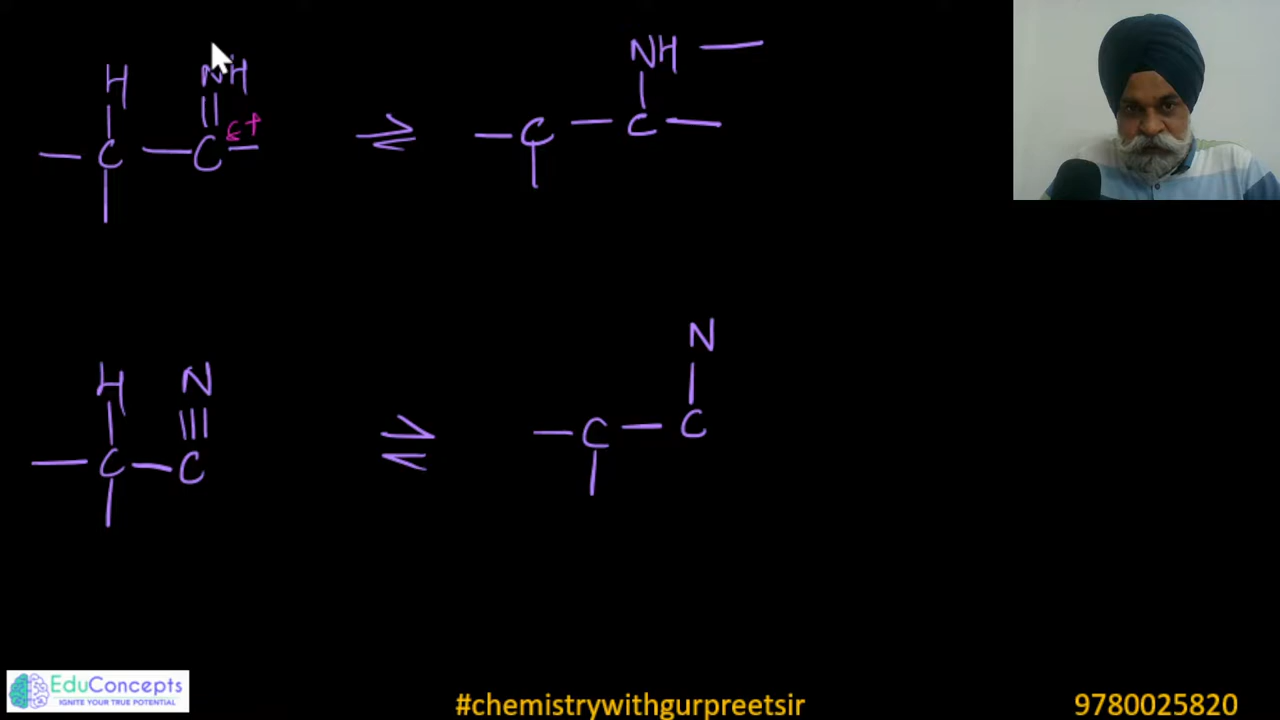 H NH NH
C C δ+ ⇌ C C
H N N
C C ⇌ C C
EduConcepts
IGNITE YOUR TRUE POTENTIAL
#chemistrywithgurpreetsir
9780025820